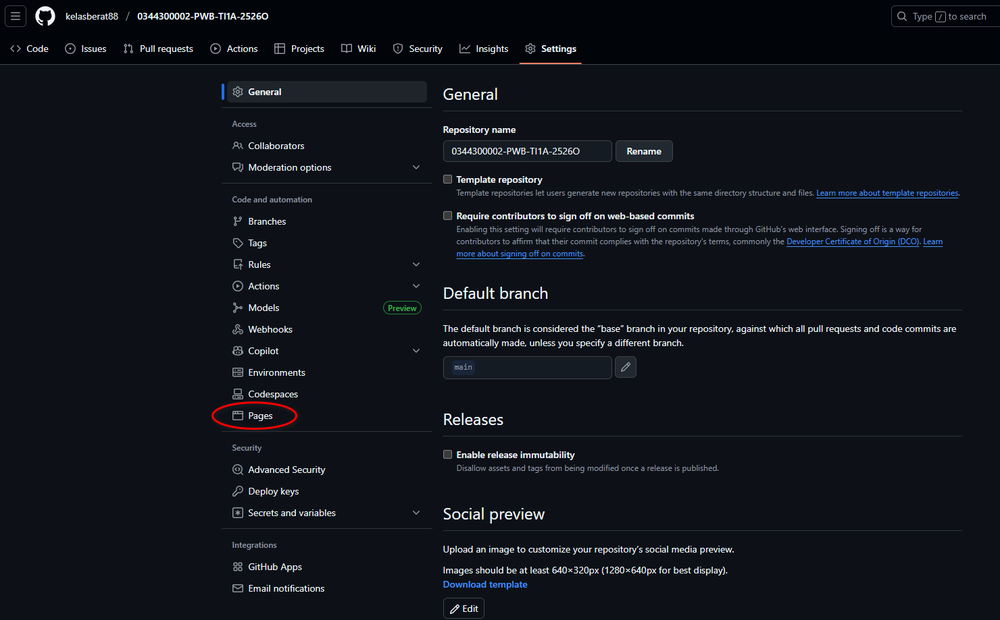 kelasberat88 / 0344300002-PWB-TI1A-2526O
Type / to search
Code Issues Pull requests Actions Projects Wiki Security Insights Settings
General
Access
Collaborators
Moderation options
Code and automation
Branches
Tags
Rules
Actions
Models Preview
Webhooks
Copilot
Environments
Codespaces
Pages
Security
Advanced Security
Deploy keys
Secrets and variables
Integrations
GitHub Apps
Email notifications
General
Repository name
0344300002-PWB-TI1A-2526O Rename
Template repository
Template repositories let users generate new repositories with the same directory structure and files. Learn more about template repositories.
Require contributors to sign off on web-based commits
Enabling this setting will require contributors to sign off on commits made through GitHub's web interface. Signing off is a way for
contributors to affirm that their commit complies with the repository's terms, commonly the Developer Certificate of Origin (DCO). Learn
more about signing off on commits.
Default branch
The default branch is considered the "base" branch in your repository, against which all pull requests and code commits are
automatically made, unless you specify a different branch.
main
Releases
Enable release immutability
Disallow assets and tags from being modified once a release is published.
Social preview
Upload an image to customize your repository's social media preview.
Images should be at least 640×320px (1280×640px for best display).
Download template
Edit